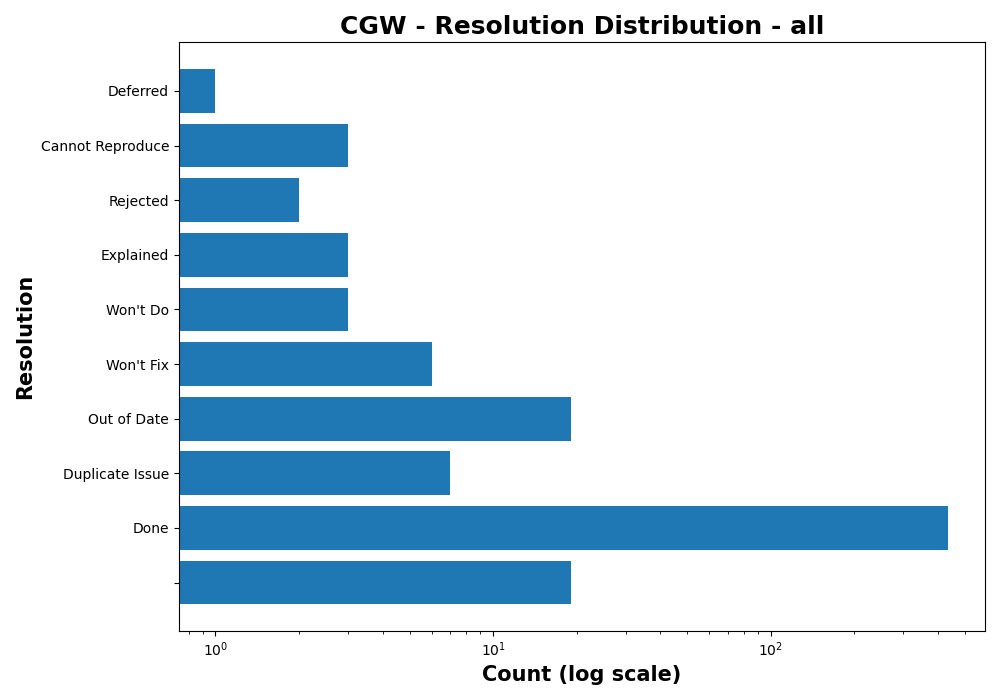 CGW - Resolution Distribution - all
Deferred
Cannot Reproduce
Rejected
Explained
Won't Do
Won't Fix
Out of Date
Duplicate Issue
Done
Resolution
10⁰ 10¹ 10²
Count (log scale)